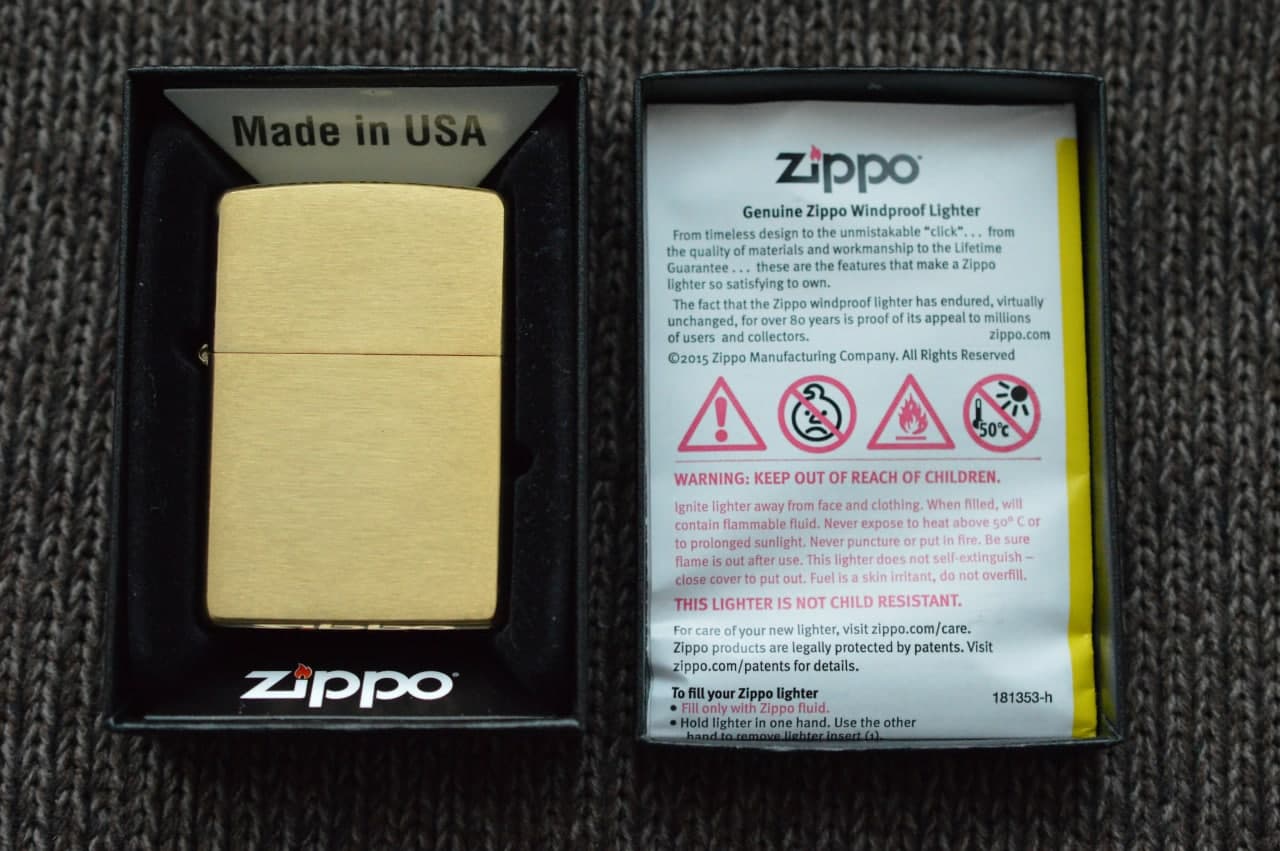 Made in USA
Zippo
Zippo
Genuine Zippo Windproof Lighter
From timeless design to the unmistakable “click”... from
the quality of materials and workmanship to the Lifetime
Guarantee ... these are the features that make a Zippo
lighter so satisfying to own.
The fact that the Zippo windproof lighter has endured, virtually
unchanged, for over 80 years is proof of its appeal to millions
of users and collectors. zippo.com
©2015 Zippo Manufacturing Company. All Rights Reserved
50°C
WARNING: KEEP OUT OF REACH OF CHILDREN.
Ignite lighter away from face and clothing. When filled, will
contain flammable fluid. Never expose to heat above 50° C or
to prolonged sunlight. Never puncture or put in fire. Be sure
flame is out after use. This lighter does not self-extinguish –
close cover to put out. Fuel is a skin irritant, do not overfill.
THIS LIGHTER IS NOT CHILD RESISTANT.
For care of your new lighter, visit zippo.com/care.
Zippo products are legally protected by patents. Visit
zippo.com/patents for details.
To fill your Zippo lighter 181353-h
• Fill only with Zippo fluid.
• Hold lighter in one hand. Use the other
hand to remove lighter insert (1).